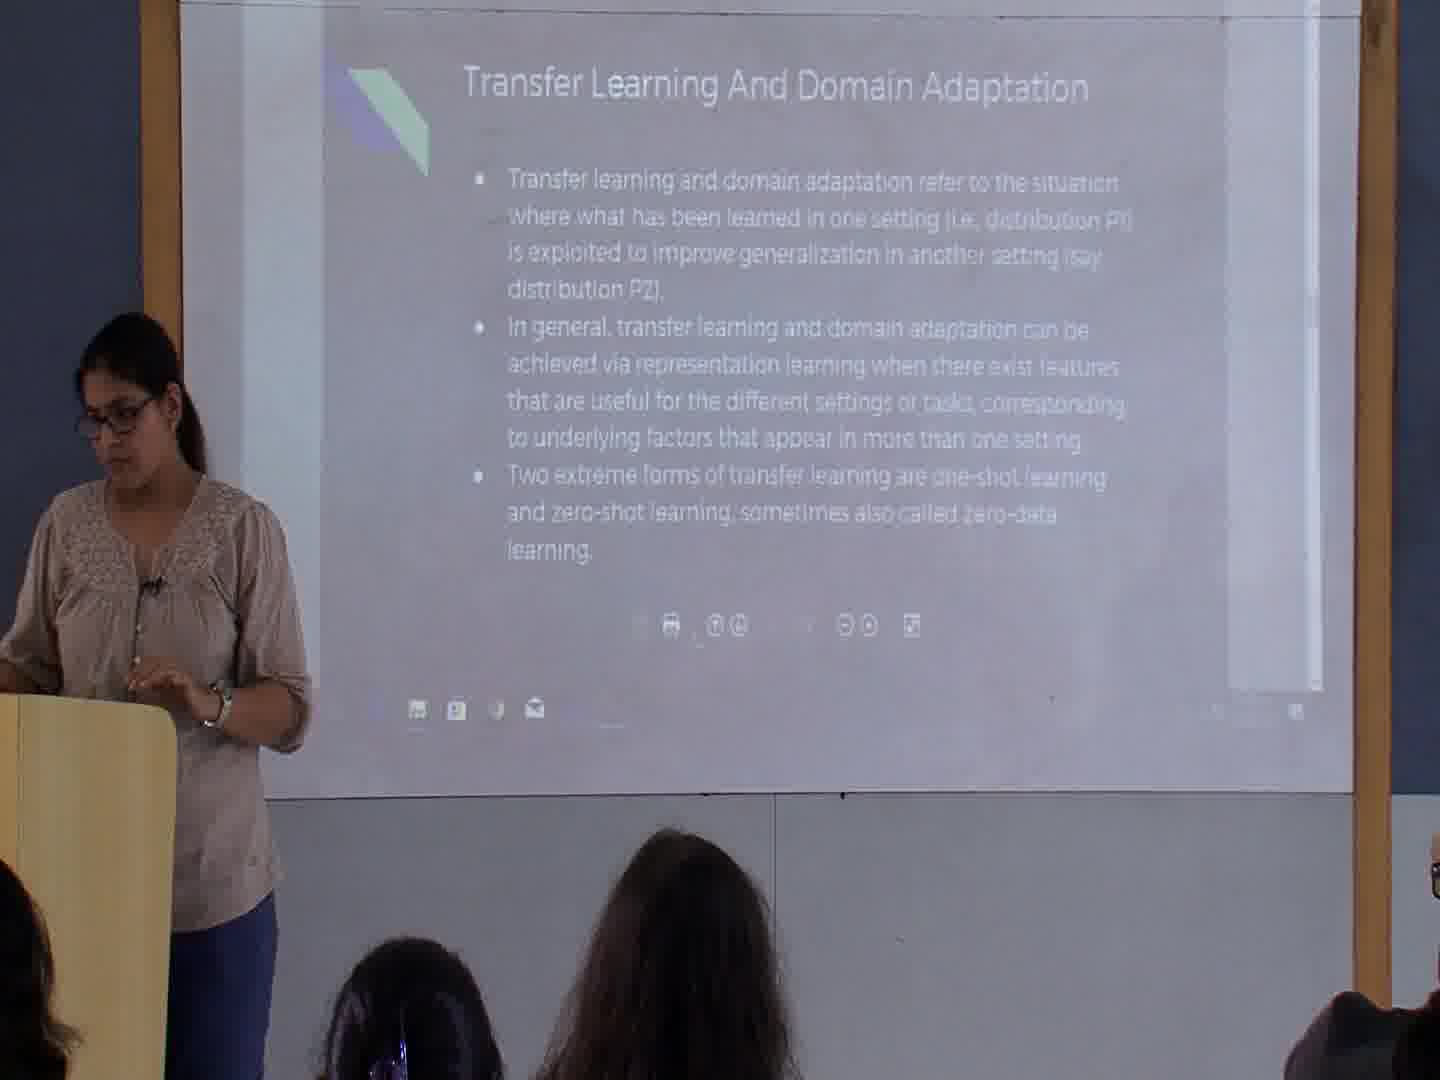 Transfer Learning And Domain Adaptation
Transfer learning and domain adaptation refer to the situation
where what has been learned in one setting (i.e. distribution P1)
is exploited to improve generalization in another setting (say
distribution P2).
In general, transfer learning and domain adaptation can be
achieved via representation learning when there exist features
that are useful for the different settings or tasks, corresponding
to underlying factors that appear in more than one setting
Two extreme forms of transfer learning are one-shot learning
and zero-shot learning, sometimes also called zero-data
learning.